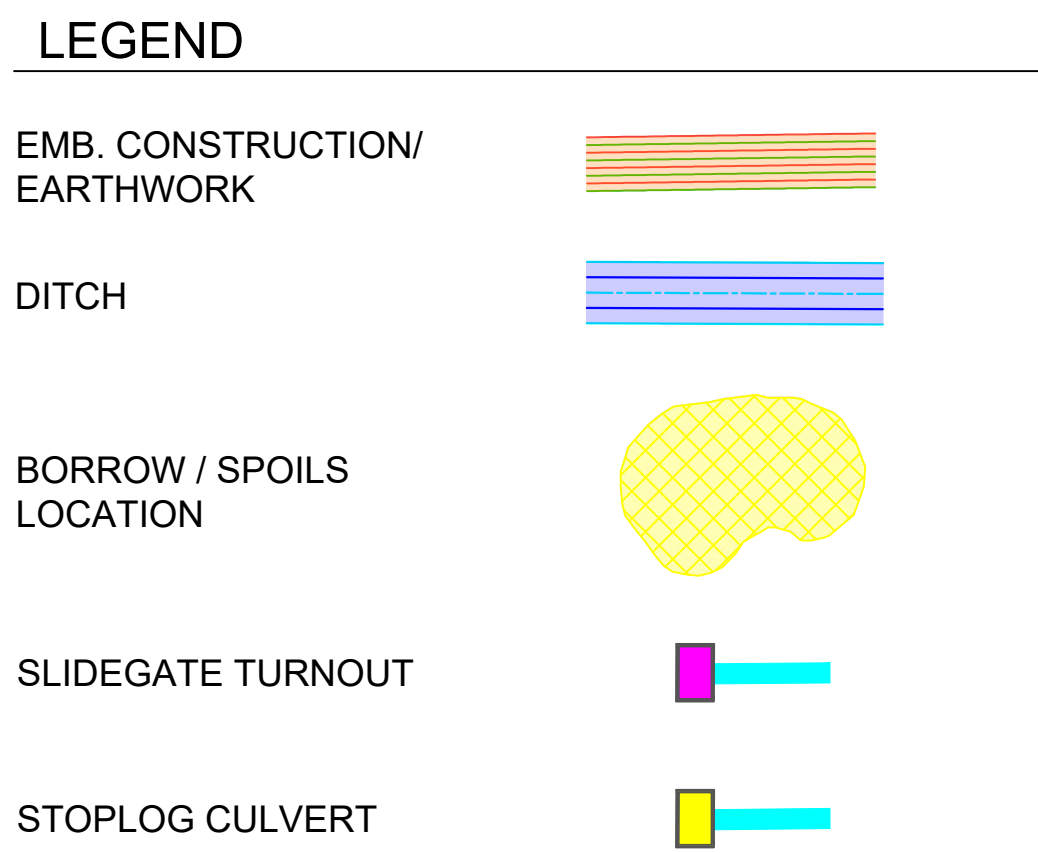 LEGEND
EMB. CONSTRUCTION/
EARTHWORK
DITCH
BORROW / SPOILS
LOCATION
SLIDEGATE TURNOUT
STOPLOG CULVERT